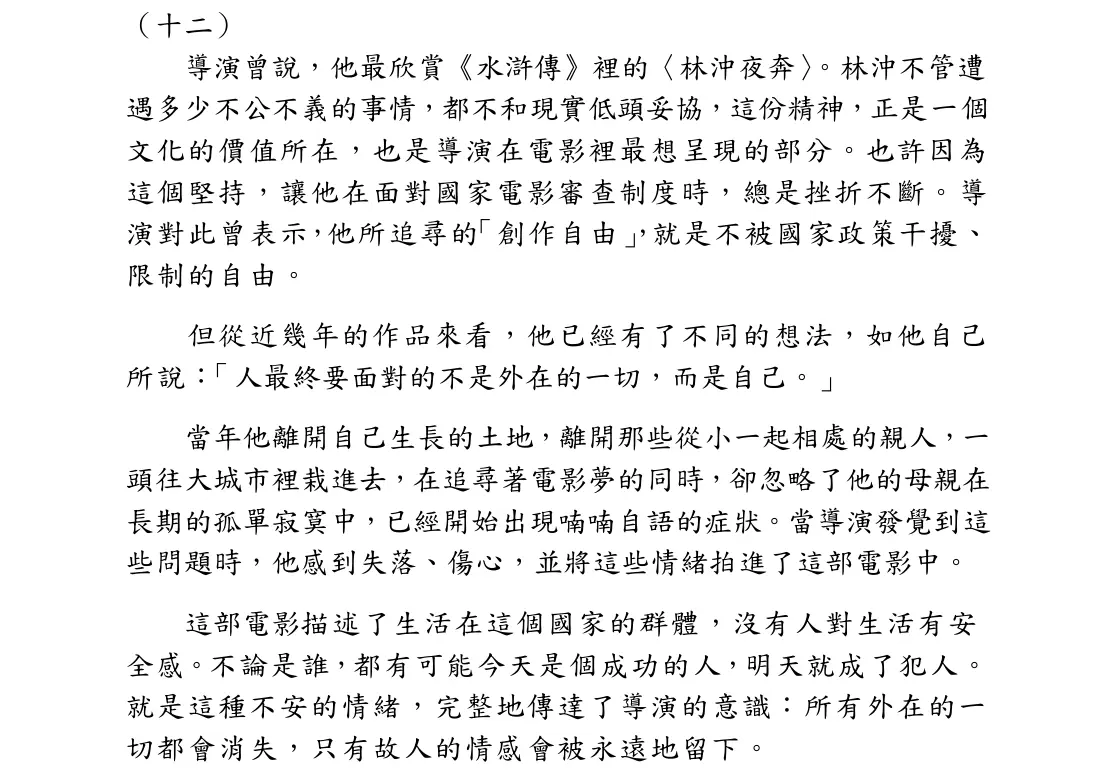 （十二）
導演曾說，他最欣賞《水滸傳》裡的〈林沖夜奔〉。林沖不管遭
遇多少不公不義的事情，都不和現實低頭妥協，這份精神，正是一個
文化的價值所在，也是導演在電影裡最想呈現的部分。也許因為
這個堅持，讓他在面對國家電影審查制度時，總是挫折不斷。導
演對此曾表示，他所追尋的「創作自由」，就是不被國家政策干擾、
限制的自由。
但從近幾年的作品來看，他已經有了不同的想法，如他自己
所說：「人最終要面對的不是外在的一切，而是自己。」
當年他離開自己生長的土地，離開那些從小一起相處的親人，一
頭往大城市裡栽進去，在追尋著電影夢的同時，卻忽略了他的母親在
長期的孤單寂寞中，已經開始出現喃喃自語的症狀。當導演發覺到這
些問題時，他感到失落、傷心，並將這些情緒拍進了這部電影中。
這部電影描述了生活在這個國家的群體，沒有人對生活有安
全感。不論是誰，都有可能今天是個成功的人，明天就成了犯人。
就是這種不安的情緒，完整地傳達了導演的意識：所有外在的一
切都會消失，只有故人的情感會被永遠地留下。